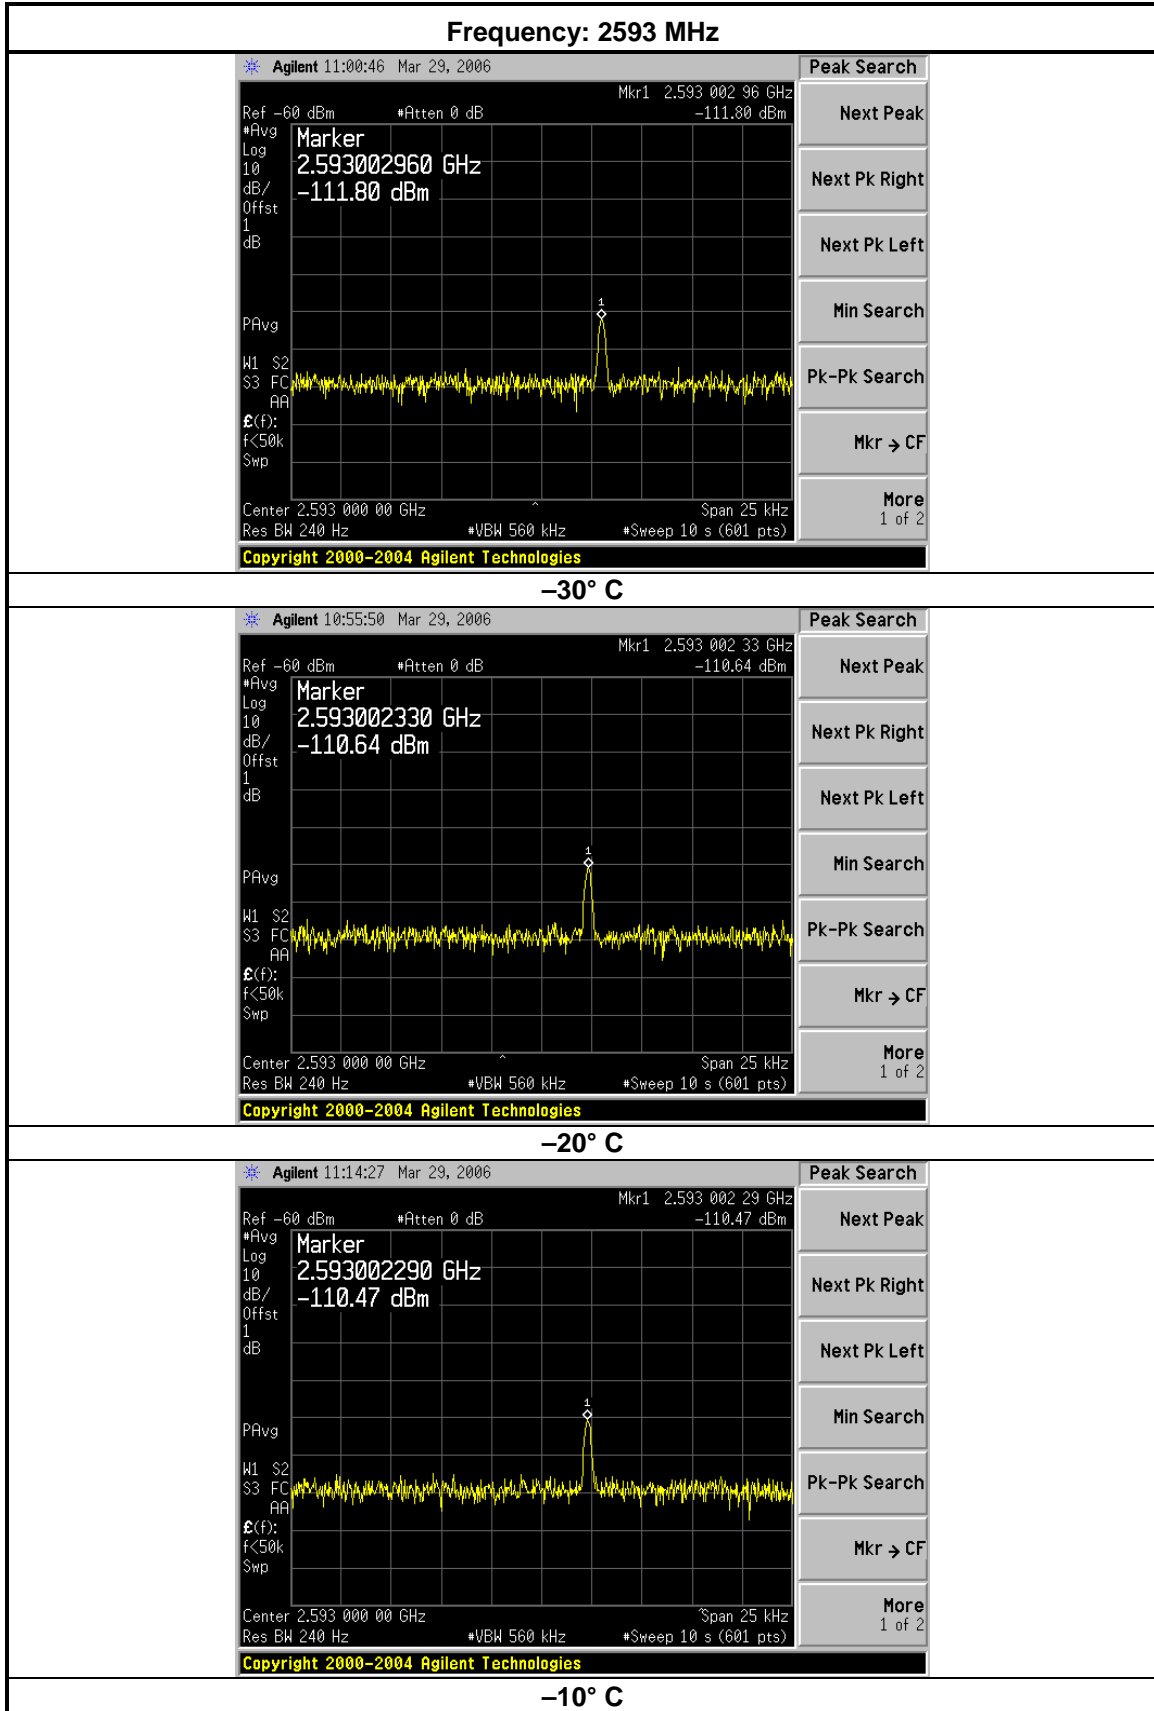 Frequency: 2593 MHz
Agilent 11:00:46 Mar 29, 2006
Peak Search
Mkr1 2.593 002 96 GHz
Ref -60 dBm #Atten 0 dB -111.80 dBm
Next Peak
#Avg
Log
10
dB/
Offst
1
dB
Marker
2.593002960 GHz
-111.80 dBm
Next Pk Right
Next Pk Left
1
Min Search
PAvg
Pk-Pk Search
W1 S2
S3 FC
AA
£(f):
f<50k
Swp
Mkr → CF
Center 2.593 000 00 GHz ^ Span 25 kHz
Res BW 240 Hz #VBW 560 kHz #Sweep 10 s (601 pts)
More
1 of 2
Copyright 2000-2004 Agilent Technologies
–30° C
Agilent 10:55:50 Mar 29, 2006
Peak Search
Mkr1 2.593 002 33 GHz
Ref -60 dBm #Atten 0 dB -110.64 dBm
Next Peak
#Avg
Log
10
dB/
Offst
1
dB
Marker
2.593002330 GHz
-110.64 dBm
Next Pk Right
Next Pk Left
1
Min Search
PAvg
Pk-Pk Search
W1 S2
S3 FC
AA
£(f):
f<50k
Swp
Mkr → CF
Center 2.593 000 00 GHz ^ Span 25 kHz
Res BW 240 Hz #VBW 560 kHz #Sweep 10 s (601 pts)
More
1 of 2
Copyright 2000-2004 Agilent Technologies
–20° C
Agilent 11:14:27 Mar 29, 2006
Peak Search
Mkr1 2.593 002 29 GHz
Ref -60 dBm #Atten 0 dB -110.47 dBm
Next Peak
#Avg
Log
10
dB/
Offst
1
dB
Marker
2.593002290 GHz
-110.47 dBm
Next Pk Right
Next Pk Left
1
Min Search
PAvg
Pk-Pk Search
W1 S2
S3 FC
AA
£(f):
f<50k
Swp
Mkr → CF
Center 2.593 000 00 GHz ^Span 25 kHz
Res BW 240 Hz #VBW 560 kHz #Sweep 10 s (601 pts)
More
1 of 2
Copyright 2000-2004 Agilent Technologies
–10° C